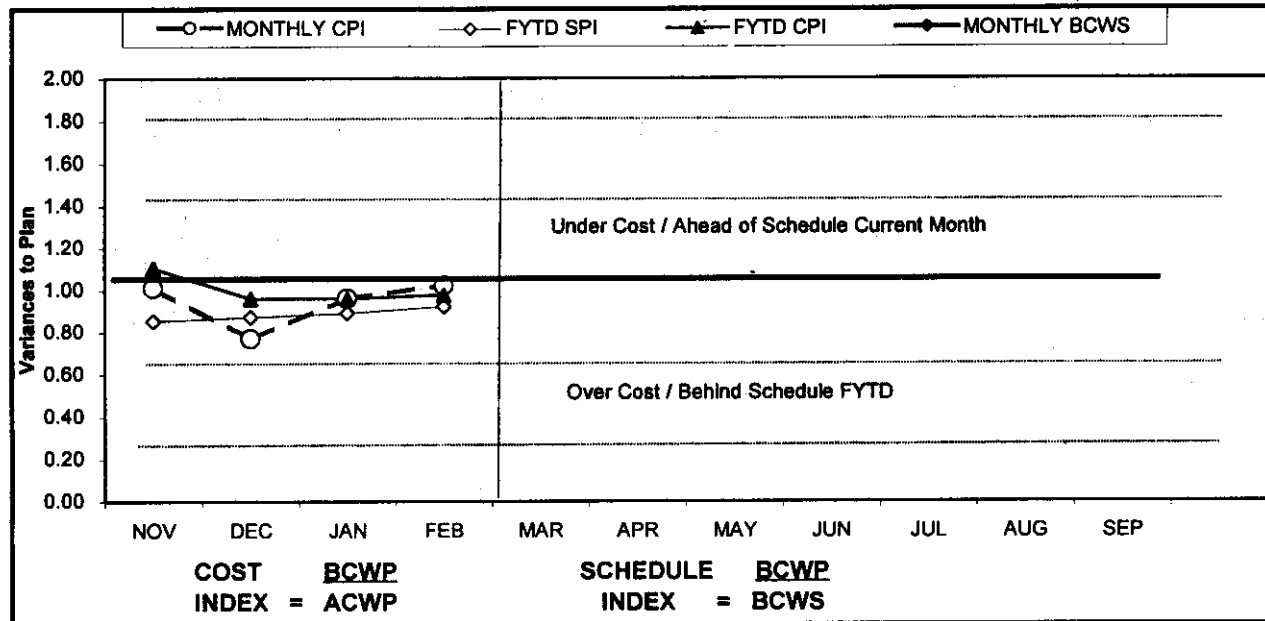 MONTHLY CPI FYTD SPI FYTD CPI MONTHLY BCWS
2.00
1.80
1.60
1.40
1.20
1.00
0.80
0.60
0.40
0.20
0.00
Variances to Plan
Under Cost / Ahead of Schedule Current Month
Over Cost / Behind Schedule FYTD
NOV DEC JAN FEB MAR APR MAY JUN JUL AUG SEP
COST BCWP SCHEDULE BCWP
INDEX = ACWP INDEX = BCWS